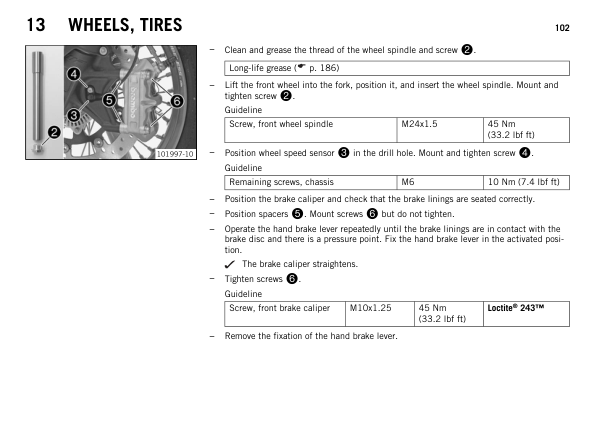 13 WHEELS, TIRES 102
4
3
5
6
2
101997-10
– Clean and grease the thread of the wheel spindle and screw 2.
Long-life grease (☛ p. 186)
– Lift the front wheel into the fork, position it, and insert the wheel spindle. Mount and
tighten screw 2.
Guideline
Screw, front wheel spindle M24x1.5 45 Nm
(33.2 lbf ft)
– Position wheel speed sensor 3 in the drill hole. Mount and tighten screw 4.
Guideline
Remaining screws, chassis M6 10 Nm (7.4 lbf ft)
– Position the brake caliper and check that the brake linings are seated correctly.
– Position spacers 5. Mount screws 6 but do not tighten.
– Operate the hand brake lever repeatedly until the brake linings are in contact with the
brake disc and there is a pressure point. Fix the hand brake lever in the activated posi-
tion.
✓ The brake caliper straightens.
– Tighten screws 6.
Guideline
Screw, front brake caliper M10x1.25 45 Nm Loctite® 243™
(33.2 lbf ft)
– Remove the fixation of the hand brake lever.